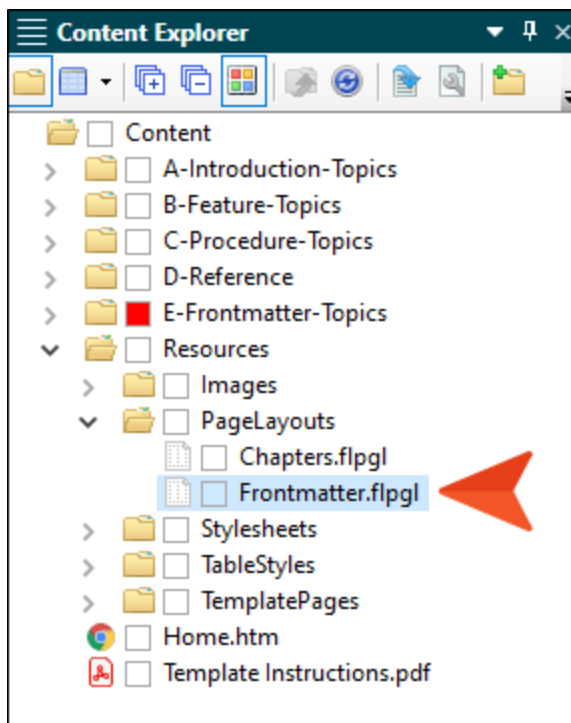 Content Explorer
Content
A-Introduction-Topics
B-Feature-Topics
C-Procedure-Topics
D-Reference
E-Frontmatter-Topics
Resources
Images
PageLayouts
Chapters.flpgl
Frontmatter.flpgl
Stylesheets
TableStyles
TemplatePages
Home.htm
Template Instructions.pdf